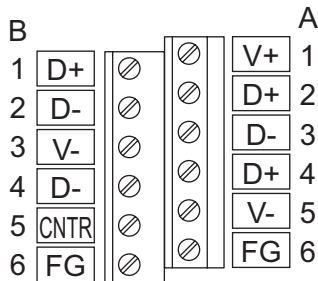 B
1 D+
2 D-
3 V-
4 D-
5 CNTR
6 FG
A
V+ 1
D+ 2
D- 3
D+ 4
V- 5
FG 6